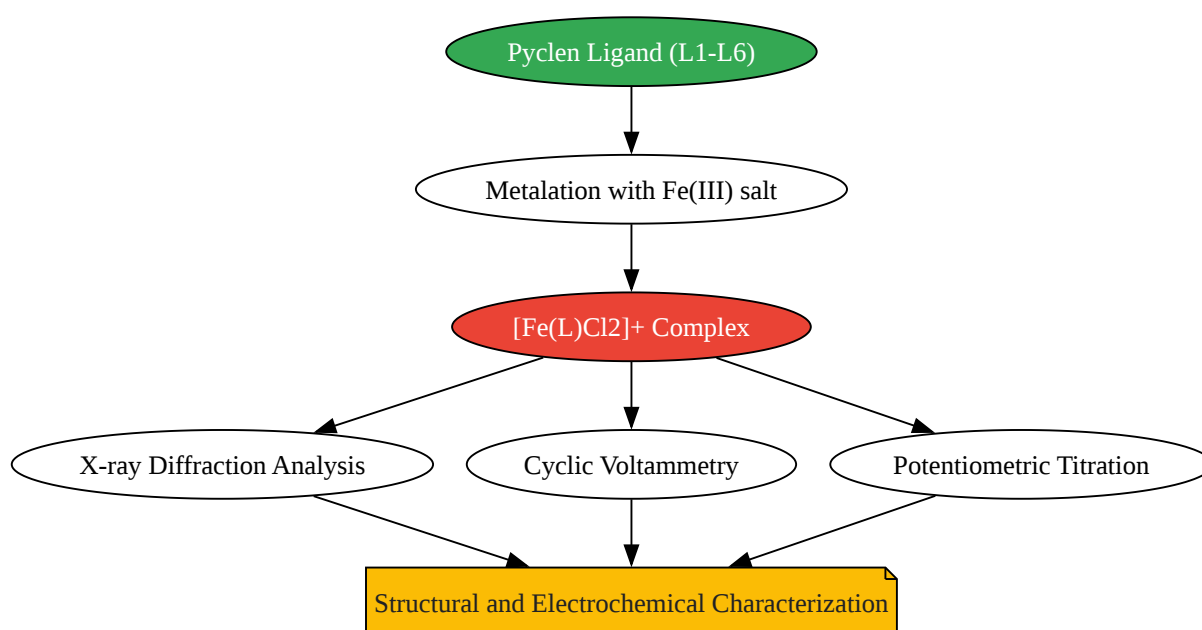 Pyclen Ligand (L1-L6)
Metalation with Fe(III) salt
[Fe(L)Cl2]+ Complex
X-ray Diffraction Analysis
Cyclic Voltammetry
Potentiometric Titration
Structural and Electrochemical Characterization